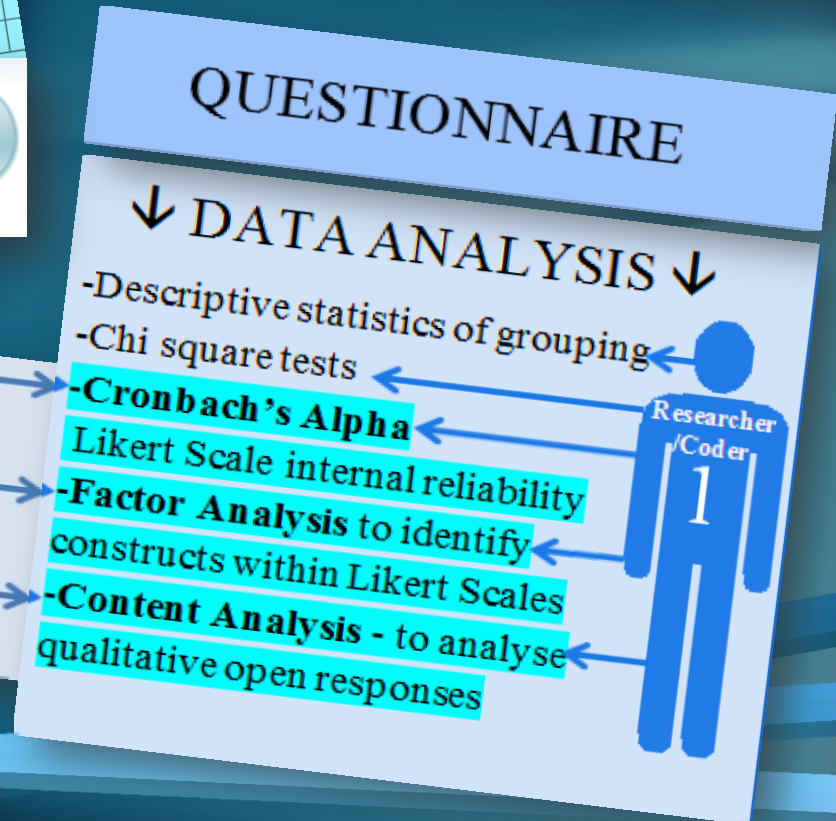 QUESTIONNAIRE
↓ DATA ANALYSIS ↓
-Descriptive statistics of grouping
-Chi square tests
-Cronbach’s Alpha
Likert Scale internal reliability
-Factor Analysis to identify
constructs within Likert Scales
-Content Analysis - to analyse
qualitative open responses
Researcher
/Coder
1